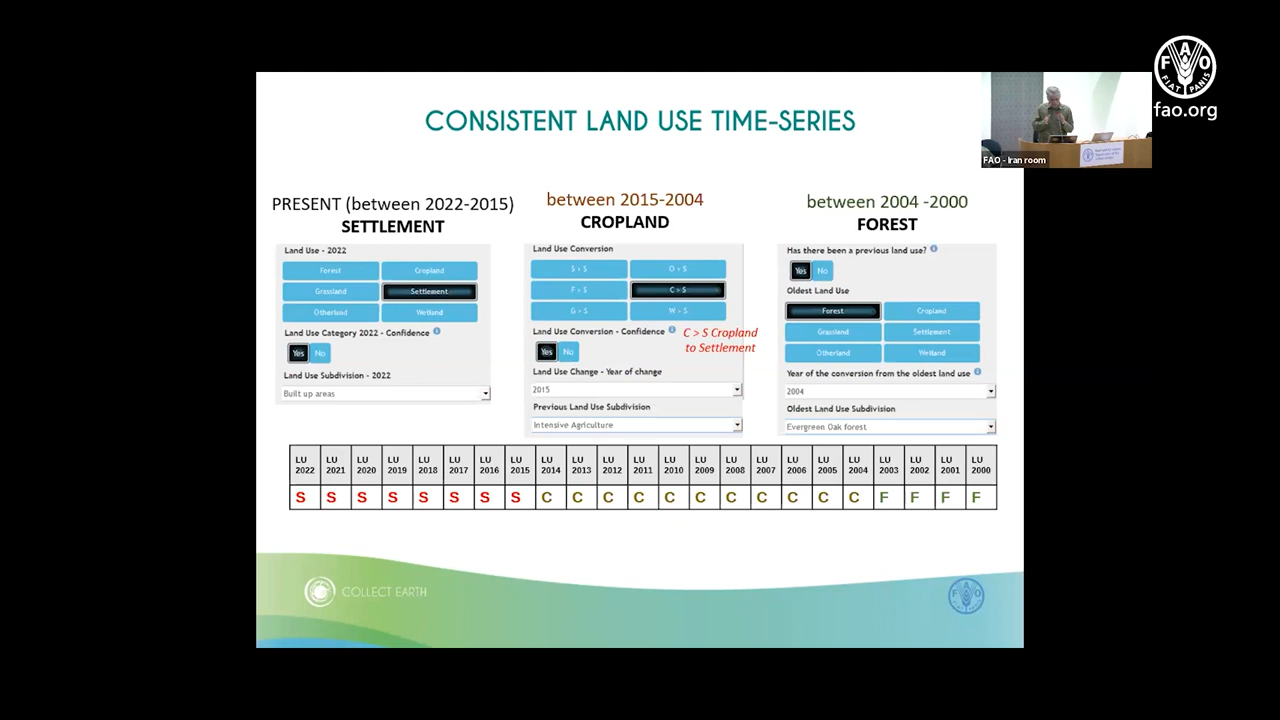 CONSISTENT LAND USE TIME-SERIES
FAO
FIAT PANIS
fao.org
FAO - Iran room
PRESENT (between 2022-2015)
SETTLEMENT
Land Use - 2022
Forest Cropland
Grassland Settlement
Otherland Wetland
Land Use Category 2022 - Confidence
Yes No
Land Use Subdivision - 2022
Built up areas
between 2015-2004
CROPLAND
Land Use Conversion
S > S O > S
F > S C > S
G > S W > S
Land Use Conversion - Confidence
Yes No
C > S Cropland
to Settlement
Land Use Change - Year of change
2015
Previous Land Use Subdivision
Intensive Agriculture
between 2004 -2000
FOREST
Has there been a previous land use?
Yes No
Oldest Land Use
Forest Cropland
Grassland Settlement
Otherland Wetland
Year of the conversion from the oldest land use
2004
Oldest Land Use Subdivision
Evergreen Oak forest
LU 2022 LU 2021 LU 2020 LU 2019 LU 2018 LU 2017 LU 2016 LU 2015 LU 2014 LU 2013 LU 2012 LU 2011 LU 2010 LU 2009 LU 2008 LU 2007 LU 2006 LU 2005 LU 2004 LU 2003 LU 2002 LU 2001 LU 2000
S S S S S S S S C C C C C C C C C C C F F F F
COLLECT EARTH
FAO
FIAT PANIS